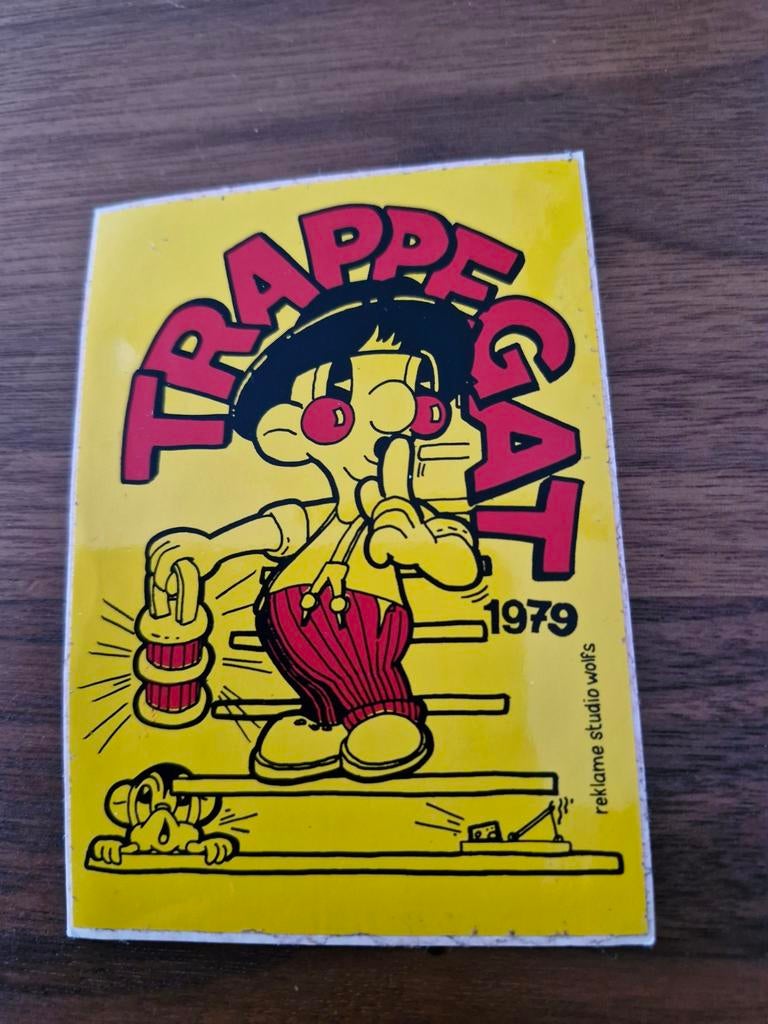 TRAPPEGAT
1979
reklame studio wolfs